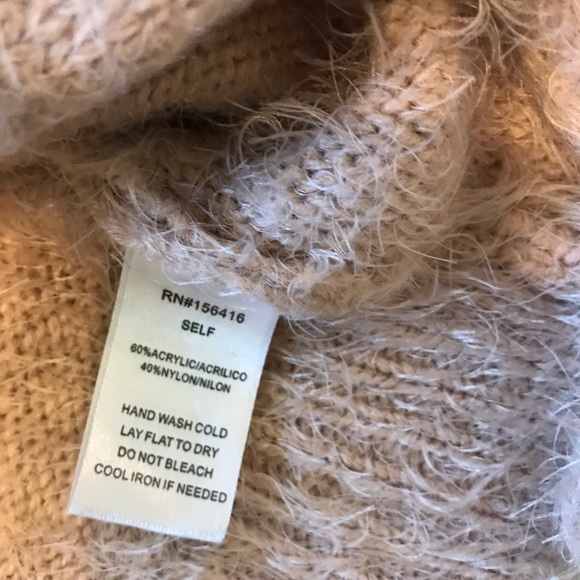 RN#156416
SELF
60%ACRYLIC/ACRILICO
40%NYLON/NILON
HAND WASH COLD
LAY FLAT TO DRY
DO NOT BLEACH
COOL IRON IF NEEDED